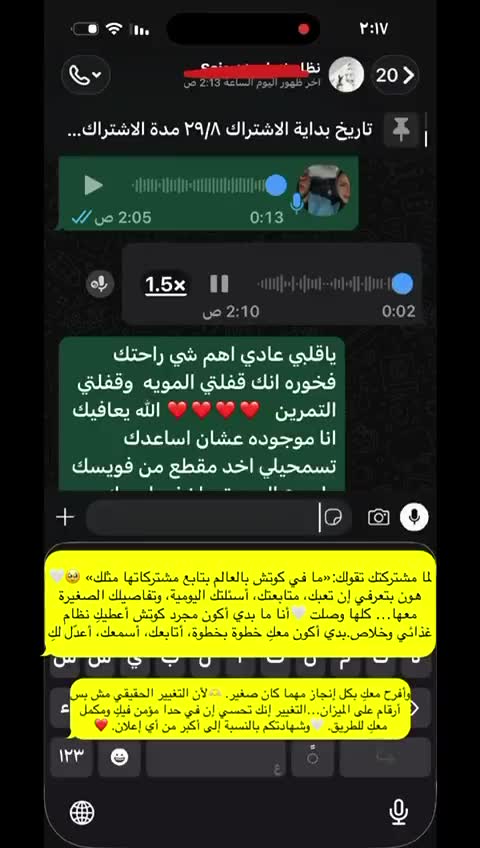 ٢:١٧
20
نظا
آخر ظهور اليوم الساعة 2:13 ص
تاريخ بداية الاشتراك ٢٩/٨ مدة الاشتراك...
0:13
2:05 ص
1.5×
0:02
2:10 ص
ياقلبي عادي اهم شي راحتك
فخوره انك قفلتي المويه وقفلتي
التمرين ❤️❤️❤️❤️ الله يعافيك
انا موجوده عشان اساعدك
تسمحيلي اخد مقطع من فويسك
لما مشتركتك تقولك: «ما في كوتش بالعالم بتابع مشتركاتها مثلك» 🥹🤍
هون بتعرفي إن تعبك، متابعتك، أسئلتك اليومية، وتفاصيلك الصغيرة
معها... كلها وصلت 🤍 أنا ما بدي أكون مجرد كوتش أعطيكِ نظام
غذائي وخلاص.بدي أكون معكِ خطوة بخطوة، أتابعك، أسمعك، أعدّل لكِ
وأفرح معكِ بكل إنجاز مهما كان صغير. 🫶🏻لأن التغيير الحقيقي مش بس
أرقام على الميزان...التغيير إنك تحسي إن في حدا مؤمن فيكِ ومكمل
معكِ للطريق. 🤍وشهادتكم بالنسبة إلي أكبر من أي إعلان. ❤️
١٢٣
ع